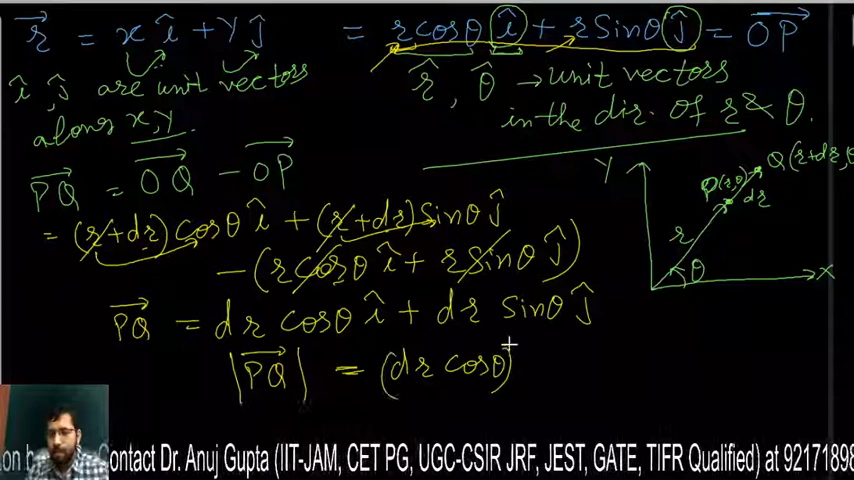 r⃗ = x î + y ĵ = r cosθ î + r Sinθ ĵ = OP⃗
î, ĵ are unit vectors
along x, y
r̂, θ̂ → unit vectors
in the dir. of r & θ.
PQ⃗ = OQ⃗ - OP⃗
= (r+dr) cosθ î + (r+dr) Sinθ ĵ
-(r cosθ î + r Sinθ ĵ)
PQ⃗ = dr cosθ î + dr sinθ ĵ
|PQ⃗| = (dr cosθ)
Y
P(r,θ)
Q(r+dr, θ
dr
r
θ
X
on b Contact Dr. Anuj Gupta (IIT-JAM, CET PG, UGC-CSIR JRF, JEST, GATE, TIFR Qualified) at 92171898